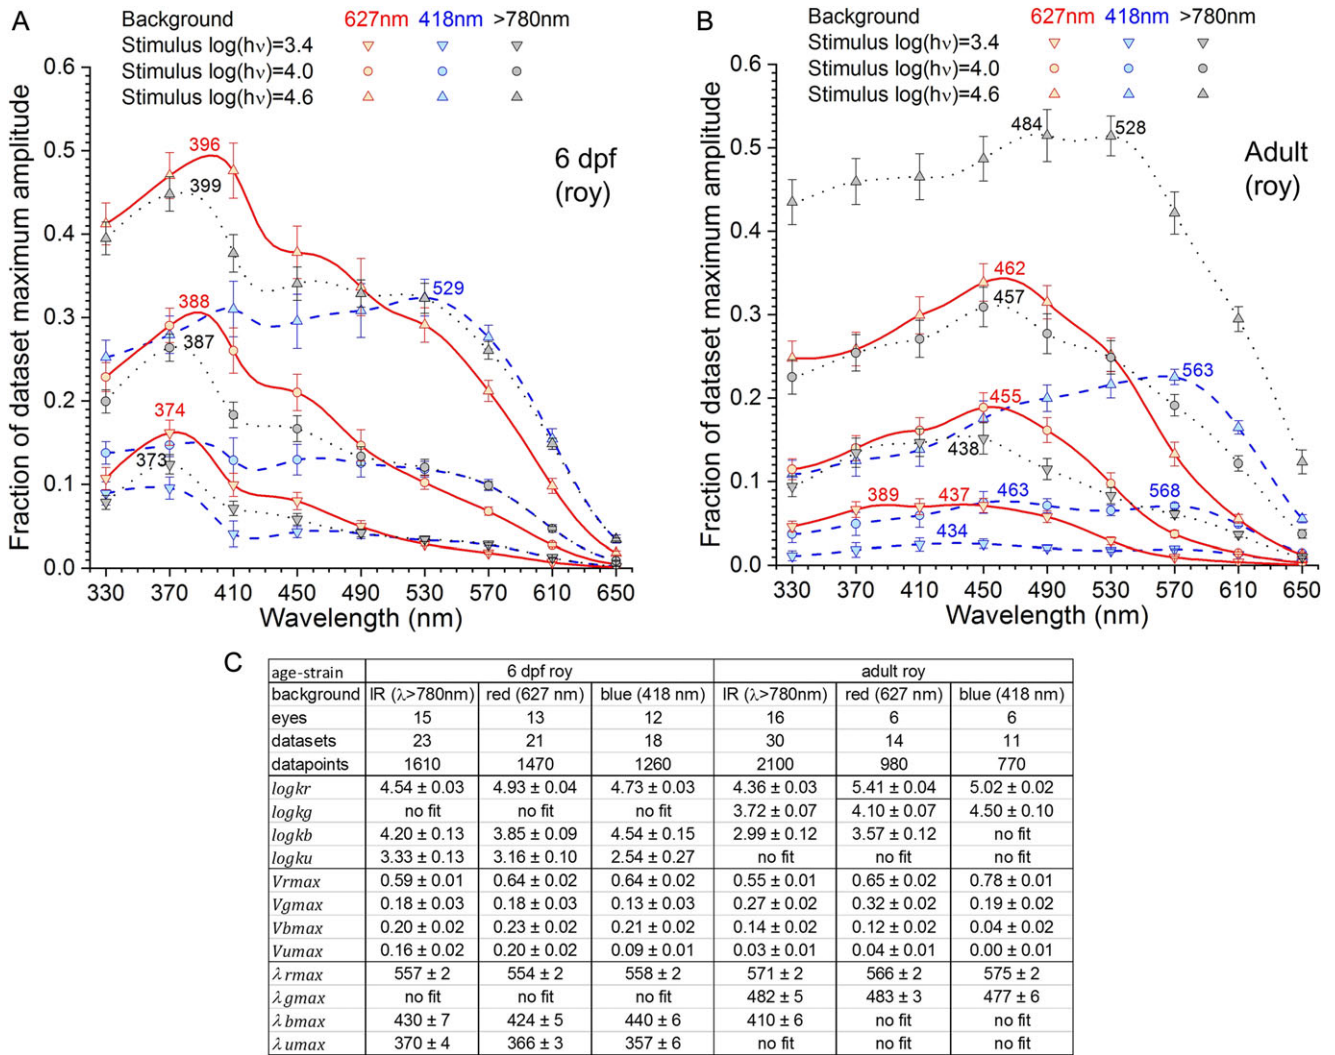 A
Background 627nm 418nm >780nm
Stimulus log(hν)=3.4
Stimulus log(hν)=4.0
Stimulus log(hν)=4.6
6 dpf
(roy)
Fraction of dataset maximum amplitude
0.6
0.5
0.4
0.3
0.2
0.1
0.0
396
399
529
388
387
374
373
330 370 410 450 490 530 570 610 650
Wavelength (nm)
B
Background 627nm 418nm >780nm
Stimulus log(hν)=3.4
Stimulus log(hν)=4.0
Stimulus log(hν)=4.6
Adult
(roy)
Fraction of dataset maximum amplitude
0.6
0.5
0.4
0.3
0.2
0.1
0.0
484 528
462
457
563
455
438
389 437 463 568
434
330 370 410 450 490 530 570 610 650
Wavelength (nm)
C
age-strain 6 dpf roy adult roy
background IR (λ>780nm) red (627 nm) blue (418 nm) IR (λ>780nm) red (627 nm) blue (418 nm)
eyes 15 13 12 16 6 6
datasets 23 21 18 30 14 11
datapoints 1610 1470 1260 2100 980 770
logkr 4.54 ± 0.03 4.93 ± 0.04 4.73 ± 0.03 4.36 ± 0.03 5.41 ± 0.04 5.02 ± 0.02
logkg no fit no fit no fit 3.72 ± 0.07 4.10 ± 0.07 4.50 ± 0.10
logkb 4.20 ± 0.13 3.85 ± 0.09 4.54 ± 0.15 2.99 ± 0.12 3.57 ± 0.12 no fit
logku 3.33 ± 0.13 3.16 ± 0.10 2.54 ± 0.27 no fit no fit no fit
Vrmax 0.59 ± 0.01 0.64 ± 0.02 0.64 ± 0.02 0.55 ± 0.01 0.65 ± 0.02 0.78 ± 0.01
Vgmax 0.18 ± 0.03 0.18 ± 0.03 0.13 ± 0.03 0.27 ± 0.02 0.32 ± 0.02 0.19 ± 0.02
Vbmax 0.20 ± 0.02 0.23 ± 0.02 0.21 ± 0.02 0.14 ± 0.02 0.12 ± 0.02 0.04 ± 0.02
Vumax 0.16 ± 0.02 0.20 ± 0.02 0.09 ± 0.01 0.03 ± 0.01 0.04 ± 0.01 0.00 ± 0.01
λrmax 557 ± 2 554 ± 2 558 ± 2 571 ± 2 566 ± 2 575 ± 2
λgmax no fit no fit no fit 482 ± 5 483 ± 3 477 ± 6
λbmax 430 ± 7 424 ± 5 440 ± 6 410 ± 6 no fit no fit
λumax 370 ± 4 366 ± 3 357 ± 6 no fit no fit no fit